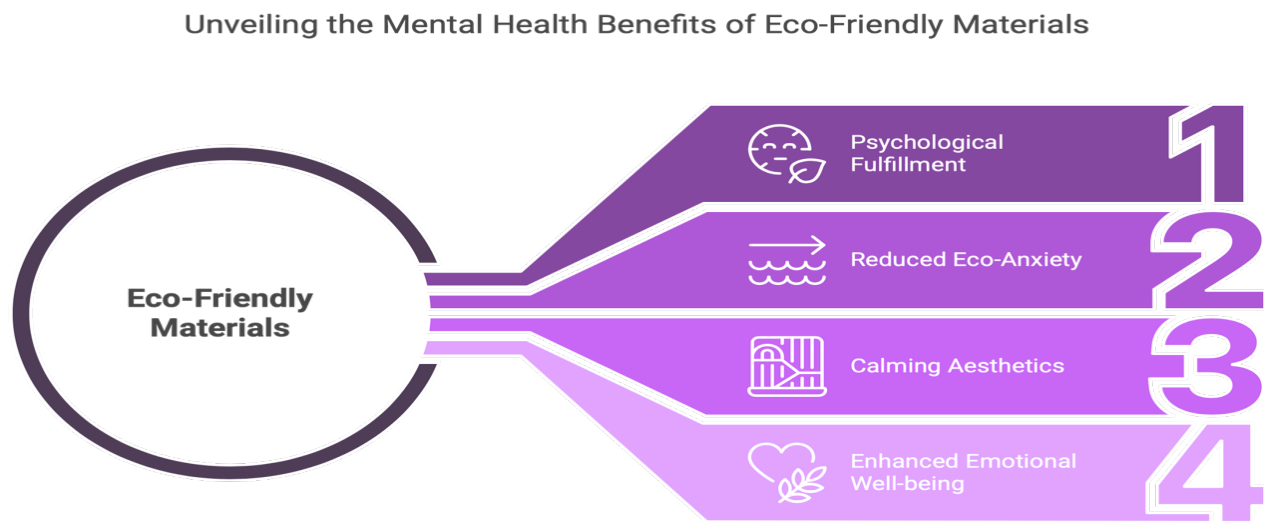 Unveiling the Mental Health Benefits of Eco-Friendly Materials
Eco-Friendly
Materials
Psychological
Fulfillment
1
Reduced Eco-Anxiety
2
Calming Aesthetics
3
Enhanced Emotional
Well-being
4